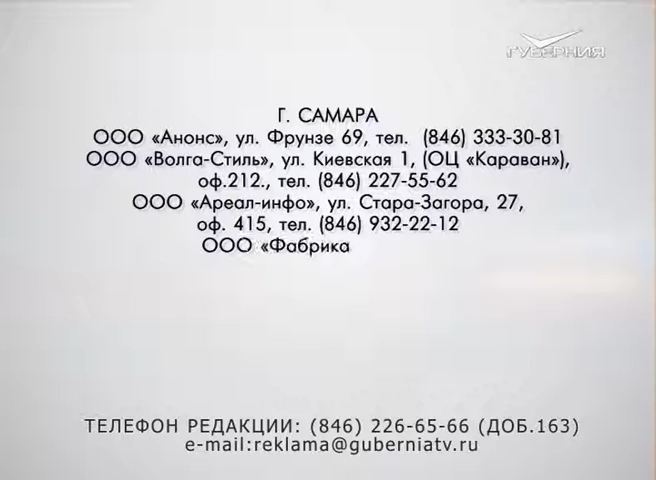 ГУБЕРНИЯ
Г. САМАРА
ООО «Анонс», ул. Фрунзе 69, тел. (846) 333-30-81
ООО «Волга-Стиль», ул. Киевская 1, (ОЦ «Караван»),
оф.212., тел. (846) 227-55-62
ООО «Ареал-инфо», ул. Стара-Загора, 27,
оф. 415, тел. (846) 932-22-12
ООО «Фабрика
ТЕЛЕФОН РЕДАКЦИИ: (846) 226-65-66 (ДОБ.163)
e-mail:reklama@guberniatv.ru